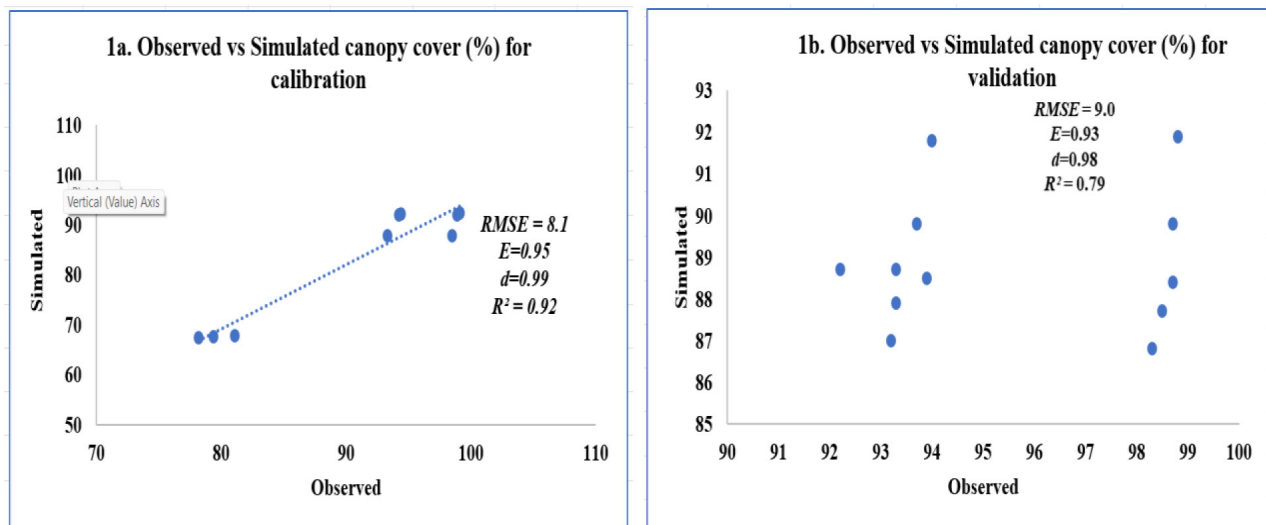 1a. Observed vs Simulated canopy cover (%) for
calibration
110
100
90
80
70
60
50
Vertical (Value) Axis
Simulated
RMSE = 8.1
E=0.95
d=0.99
R² = 0.92
70 80 90 100 110
Observed
1b. Observed vs Simulated canopy cover (%) for
validation
93
92
91
90
89
88
87
86
85
Simulated
RMSE = 9.0
E=0.93
d=0.98
R² = 0.79
90 91 92 93 94 95 96 97 98 99 100
Observed